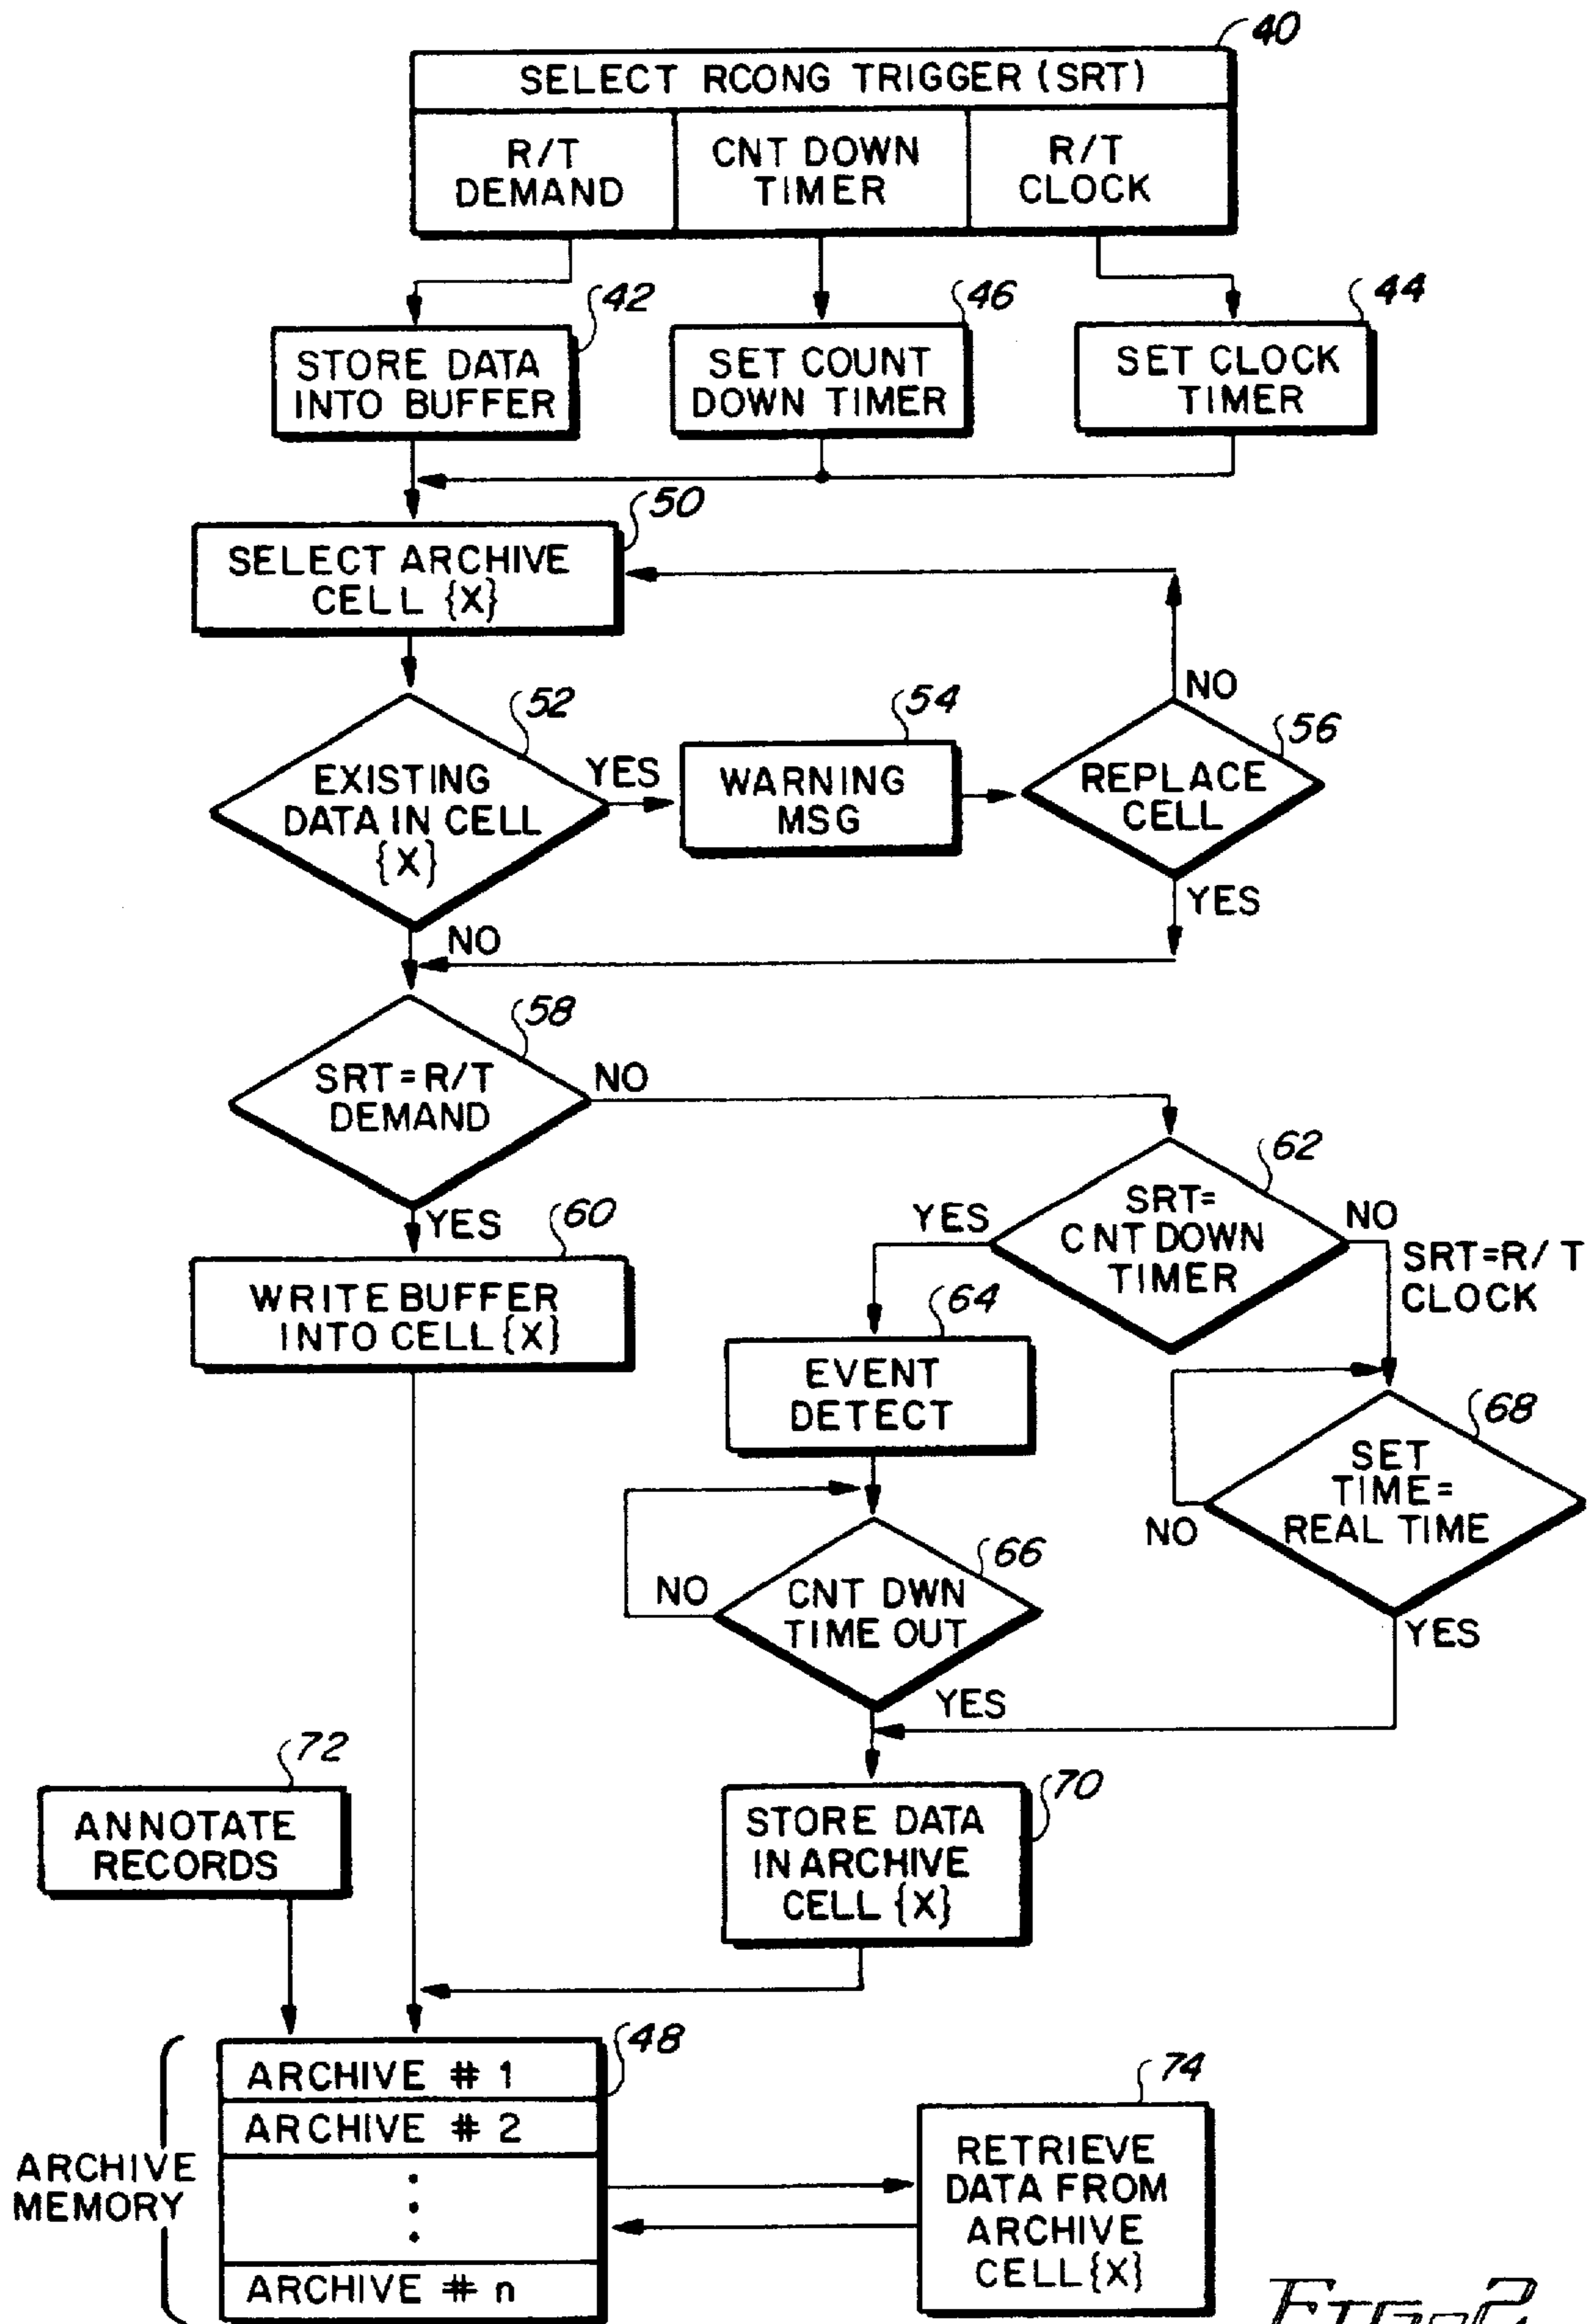 40
SELECT RCONG TRIGGER (SRT)
R/T
DEMAND
CNT DOWN
TIMER
R/T
CLOCK
42
46
44
STORE DATA
INTO BUFFER
SET COUNT
DOWN TIMER
SET CLOCK
TIMER
50
SELECT ARCHIVE
CELL {X}
NO
52
54
56
EXISTING
DATA IN CELL
{X}
YES
WARNING
MSG
REPLACE
CELL
YES
NO
58
SRT=R/T
DEMAND
NO
62
YES
60
SRT=
CNT DOWN
TIMER
YES
NO
SRT=R/T
CLOCK
WRITE BUFFER
INTO CELL {X}
64
EVENT
DETECT
68
SET
TIME=
REAL TIME
NO
66
CNT DWN
TIME OUT
NO
YES
YES
72
ANNOTATE
RECORDS
70
STORE DATA
IN ARCHIVE
CELL {X}
48
ARCHIVE
MEMORY
ARCHIVE # 1
ARCHIVE # 2
ARCHIVE # n
74
RETRIEVE
DATA FROM
ARCHIVE
CELL {X}
FIG. 2